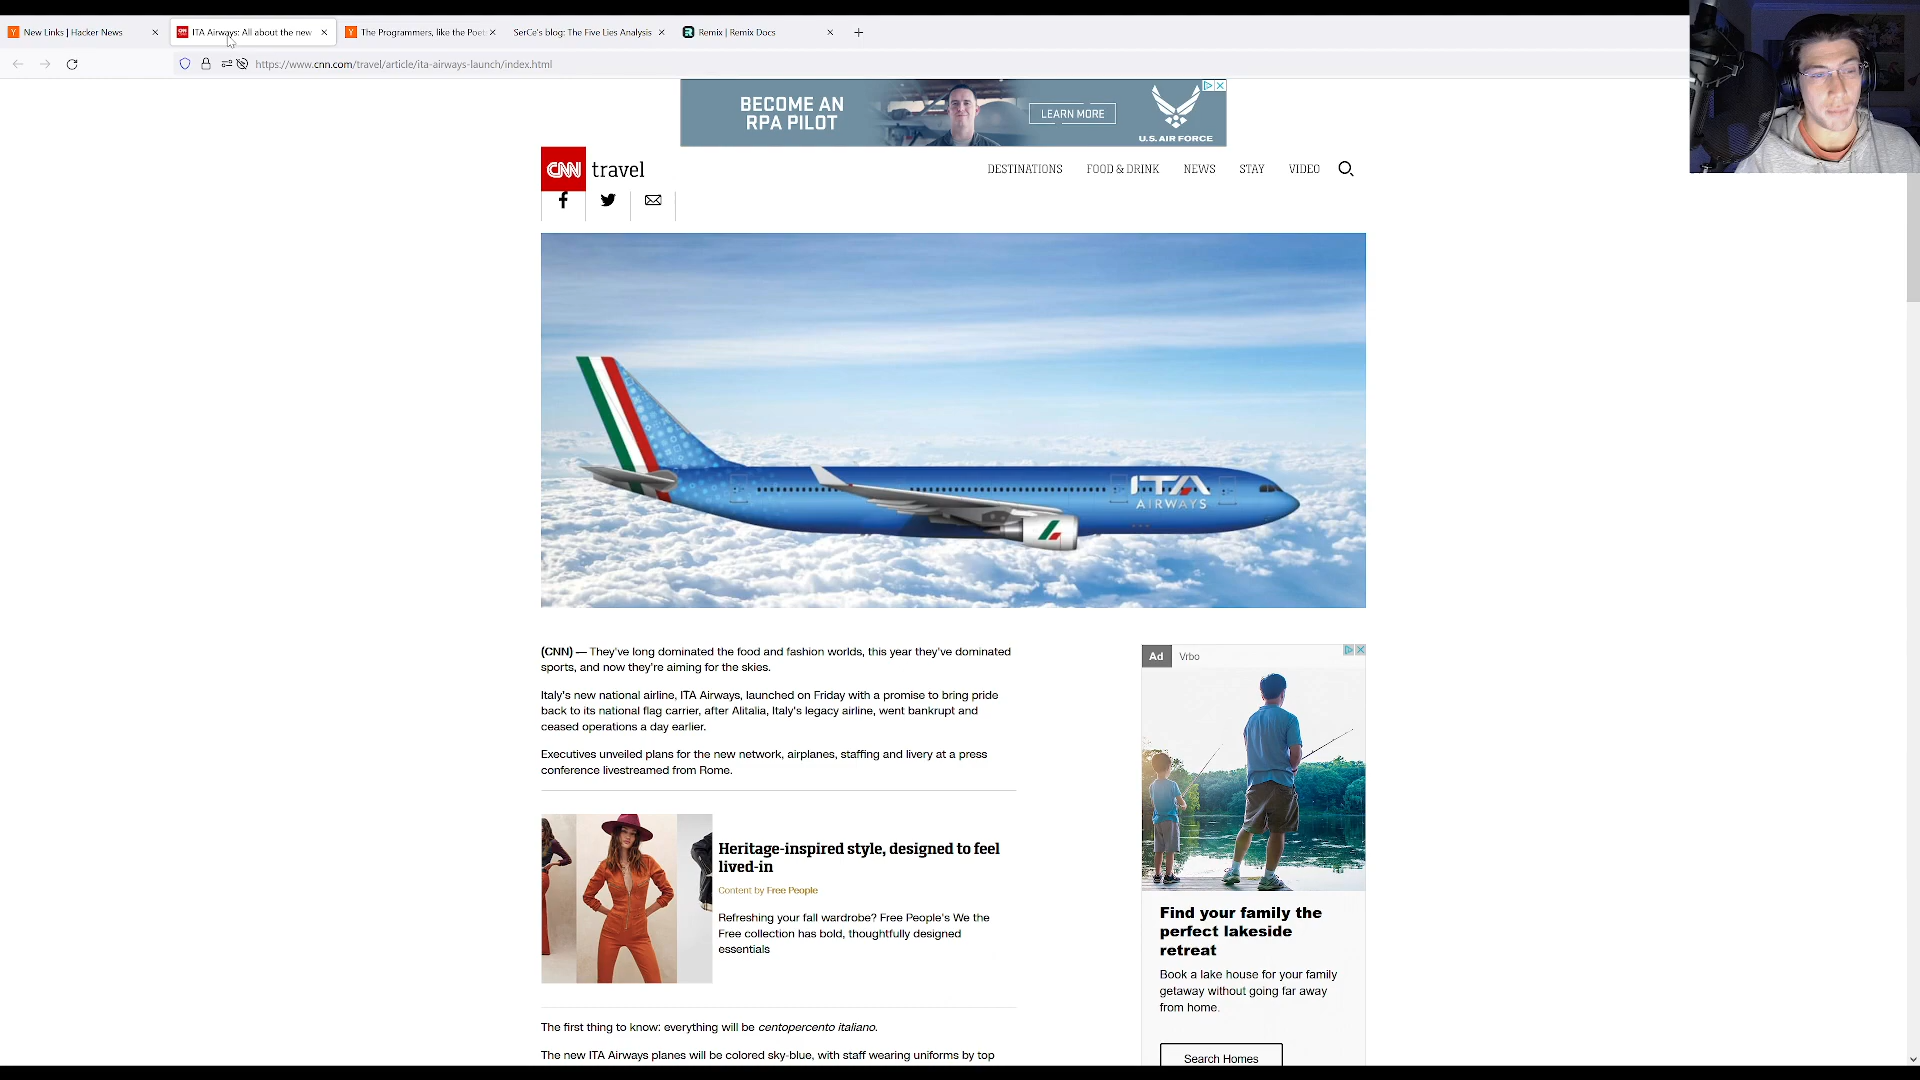 New Links | Hacker News
ITA Airways: All about the new
The Programmers, like the Poet
SerCe's blog: The Five Lies Analysis
Remix | Remix Docs
https://www.cnn.com/travel/article/ita-airways-launch/index.html
BECOME AN
RPA PILOT
LEARN MORE
U.S. AIR FORCE
CNN travel
DESTINATIONS
FOOD & DRINK
NEWS
STAY
VIDEO
ITA
AIRWAYS
(CNN) — They've long dominated the food and fashion worlds, this year they've dominated
sports, and now they're aiming for the skies.
Italy's new national airline, ITA Airways, launched on Friday with a promise to bring pride
back to its national flag carrier, after Alitalia, Italy's legacy airline, went bankrupt and
ceased operations a day earlier.
Executives unveiled plans for the new network, airplanes, staffing and livery at a press
conference livestreamed from Rome.
Heritage-inspired style, designed to feel
lived-in
Content by Free People
Refreshing your fall wardrobe? Free People's We the
Free collection has bold, thoughtfully designed
essentials
The first thing to know: everything will be centopercento italiano.
The new ITA Airways planes will be colored sky-blue, with staff wearing uniforms by top
Ad Vrbo
Find your family the
perfect lakeside
retreat
Book a lake house for your family
getaway without going far away
from home.
Search Homes